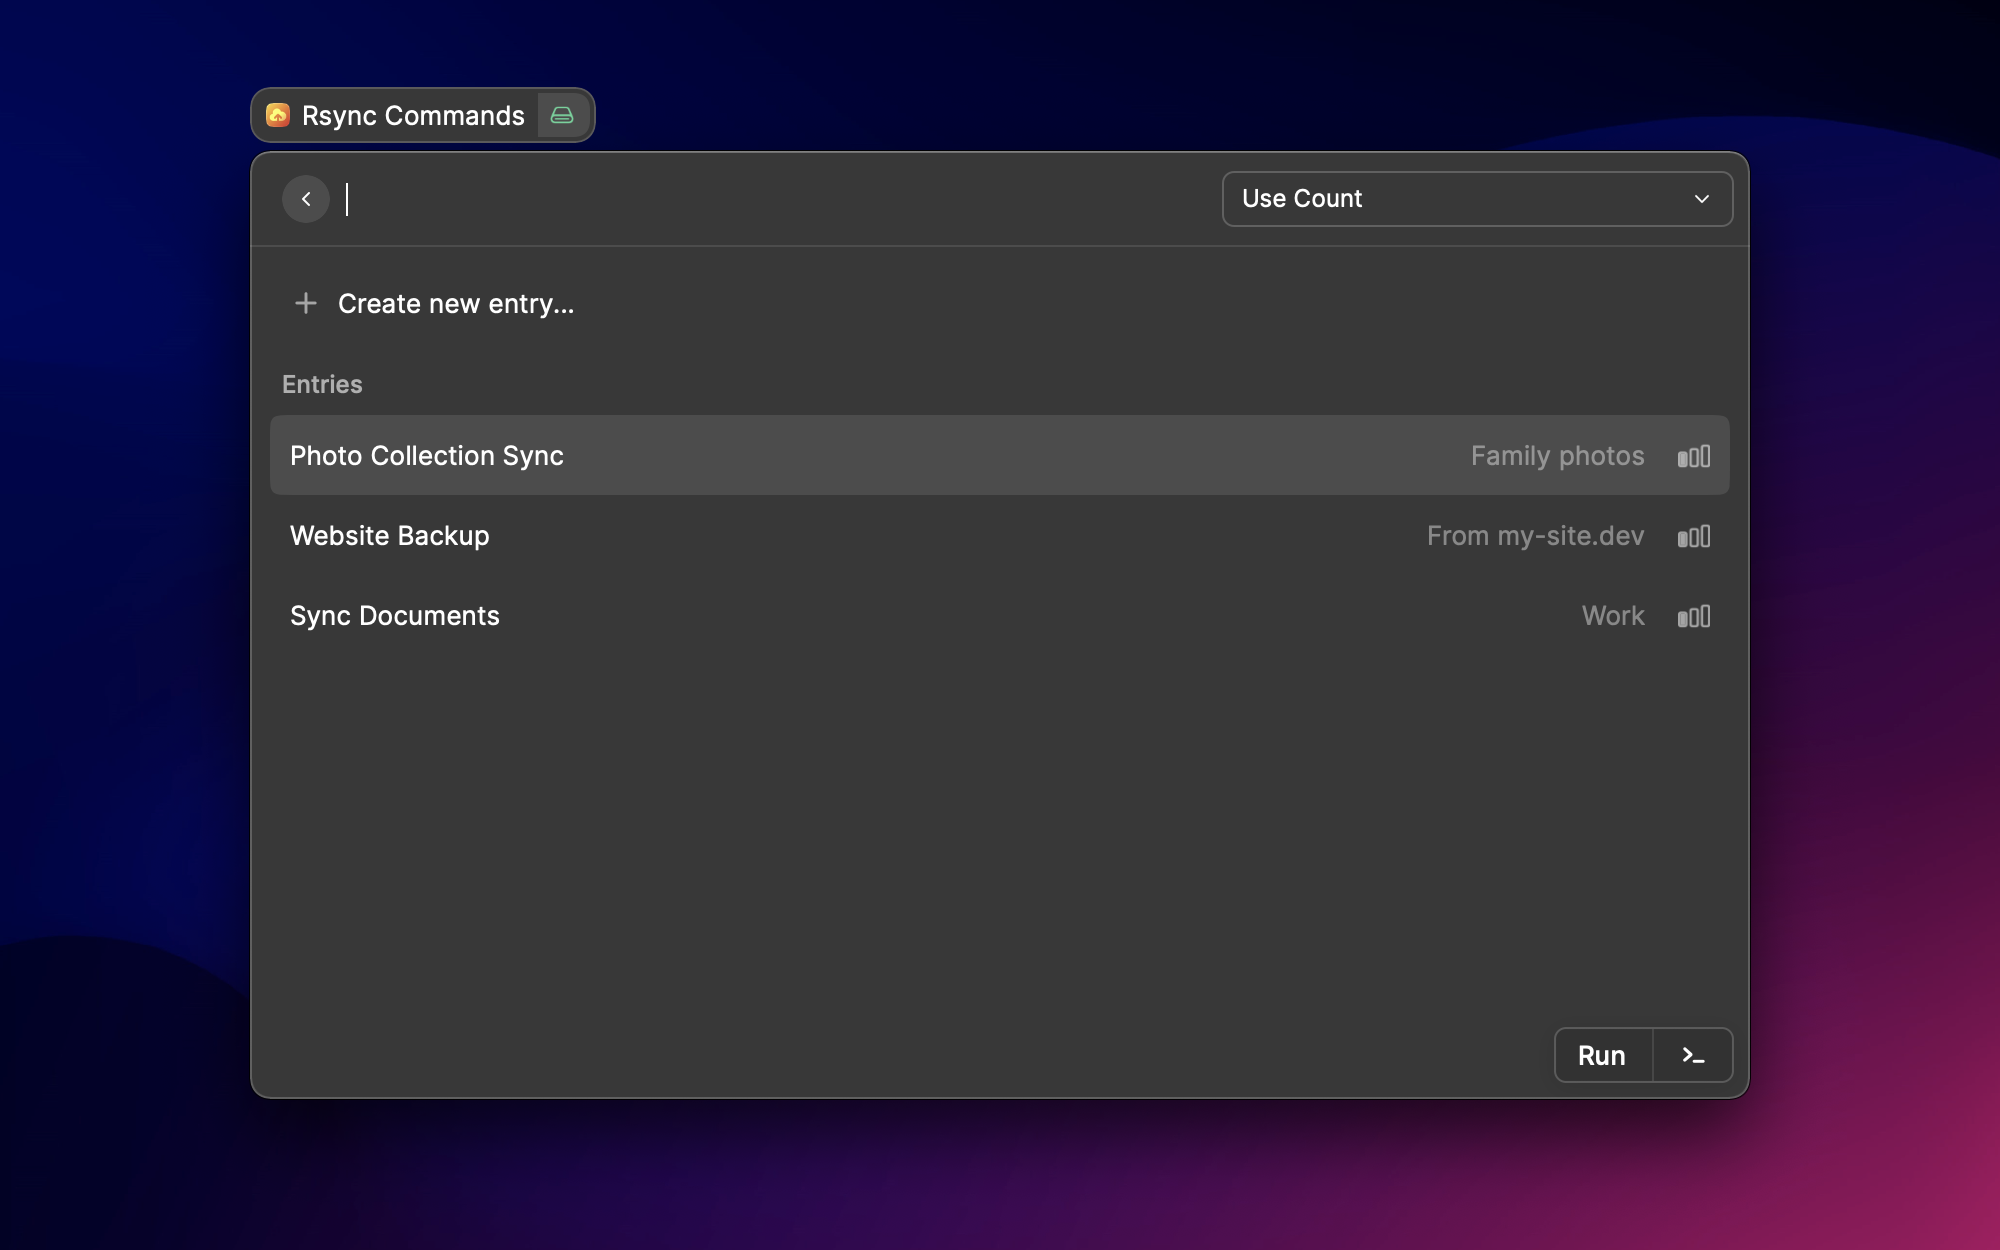 Rsync Commands
Use Count
Create new entry...
Entries
Photo Collection Sync Family photos
Website Backup From my-site.dev
Sync Documents Work
Run